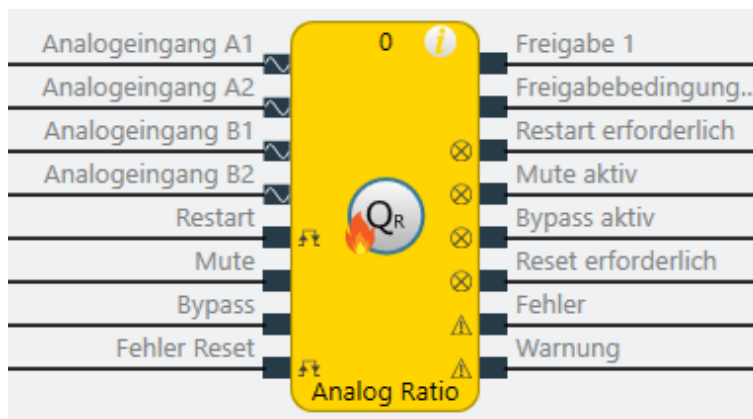 Analogeingang A1
Analogeingang A2
Analogeingang B1
Analogeingang B2
Restart
Mute
Bypass
Fehler Reset
0
i
QR
Analog Ratio
Freigabe 1
Freigabebedingung..
Restart erforderlich
Mute aktiv
Bypass aktiv
Reset erforderlich
Fehler
Warnung